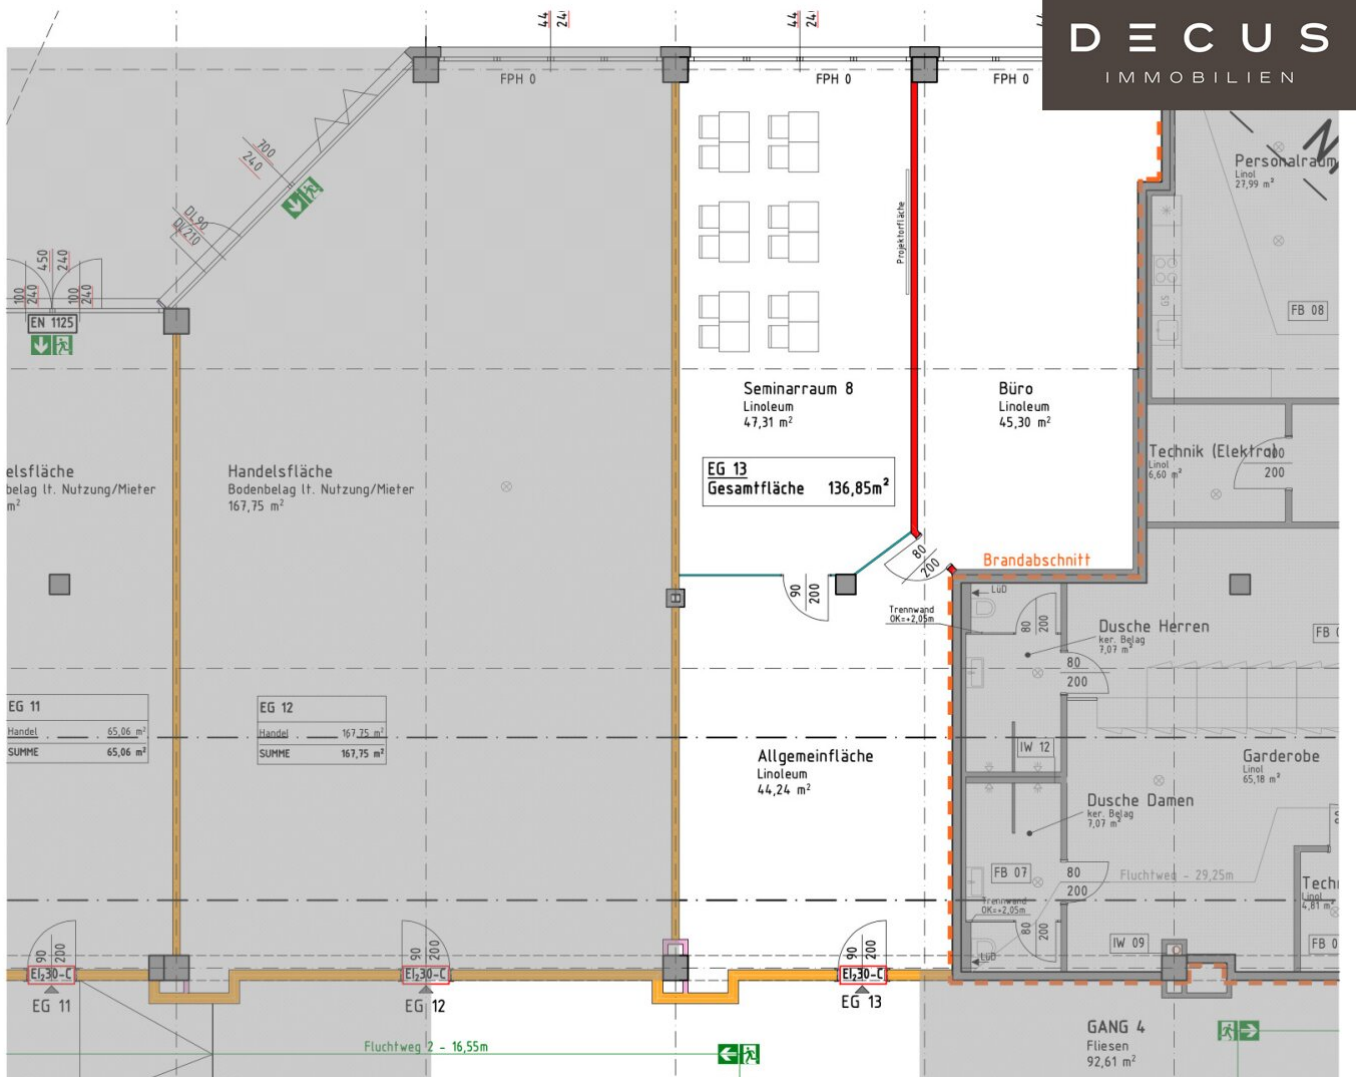 DECUS
IMMOBILIEN
44
24
44
24
FPH 0
FPH 0
FPH 0
700
240
DL90
DL210
450
240
100
240
100
240
EN 1125
Personalraum
Linol
27,99 m²
GS
FB 08
Projektorfläche
Seminarraum 8
Linoleum
47,31 m²
Büro
Linoleum
45,30 m²
EG 13
Gesamtfläche 136,85m²
elsfläche
belag lt. Nutzung/Mieter
m²
Handelsfläche
Bodenbelag lt. Nutzung/Mieter
167,75 m²
Technik (Elektro)
Linol
6,60 m²
200
80
200
Brandabschnitt
90
200
Trennwand
OK=+2,05m
LüD
80
200
Dusche Herren
ker. Belag
7,07 m²
80
200
EG 11
Handel 65,06 m²
SUMME 65,06 m²
EG 12
Handel 167,75 m²
SUMME 167,75 m²
IW 12
Allgemeinfläche
Linoleum
44,24 m²
Garderobe
Linol
65,18 m²
Dusche Damen
ker. Belag
7,07 m²
FB 07
80
200
Fluchtweg - 29,25m
Trennwand
OK=+2,05m
80
200
LüD
IW 09
Techn
Linol
4,81 m²
FB 0
90
200
EI₂30-C
EG 11
90
200
EI₂30-C
EG 12
90
200
EI₂30-C
EG 13
Fluchtweg 2 - 16,55m
GANG 4
Fliesen
92,61 m²